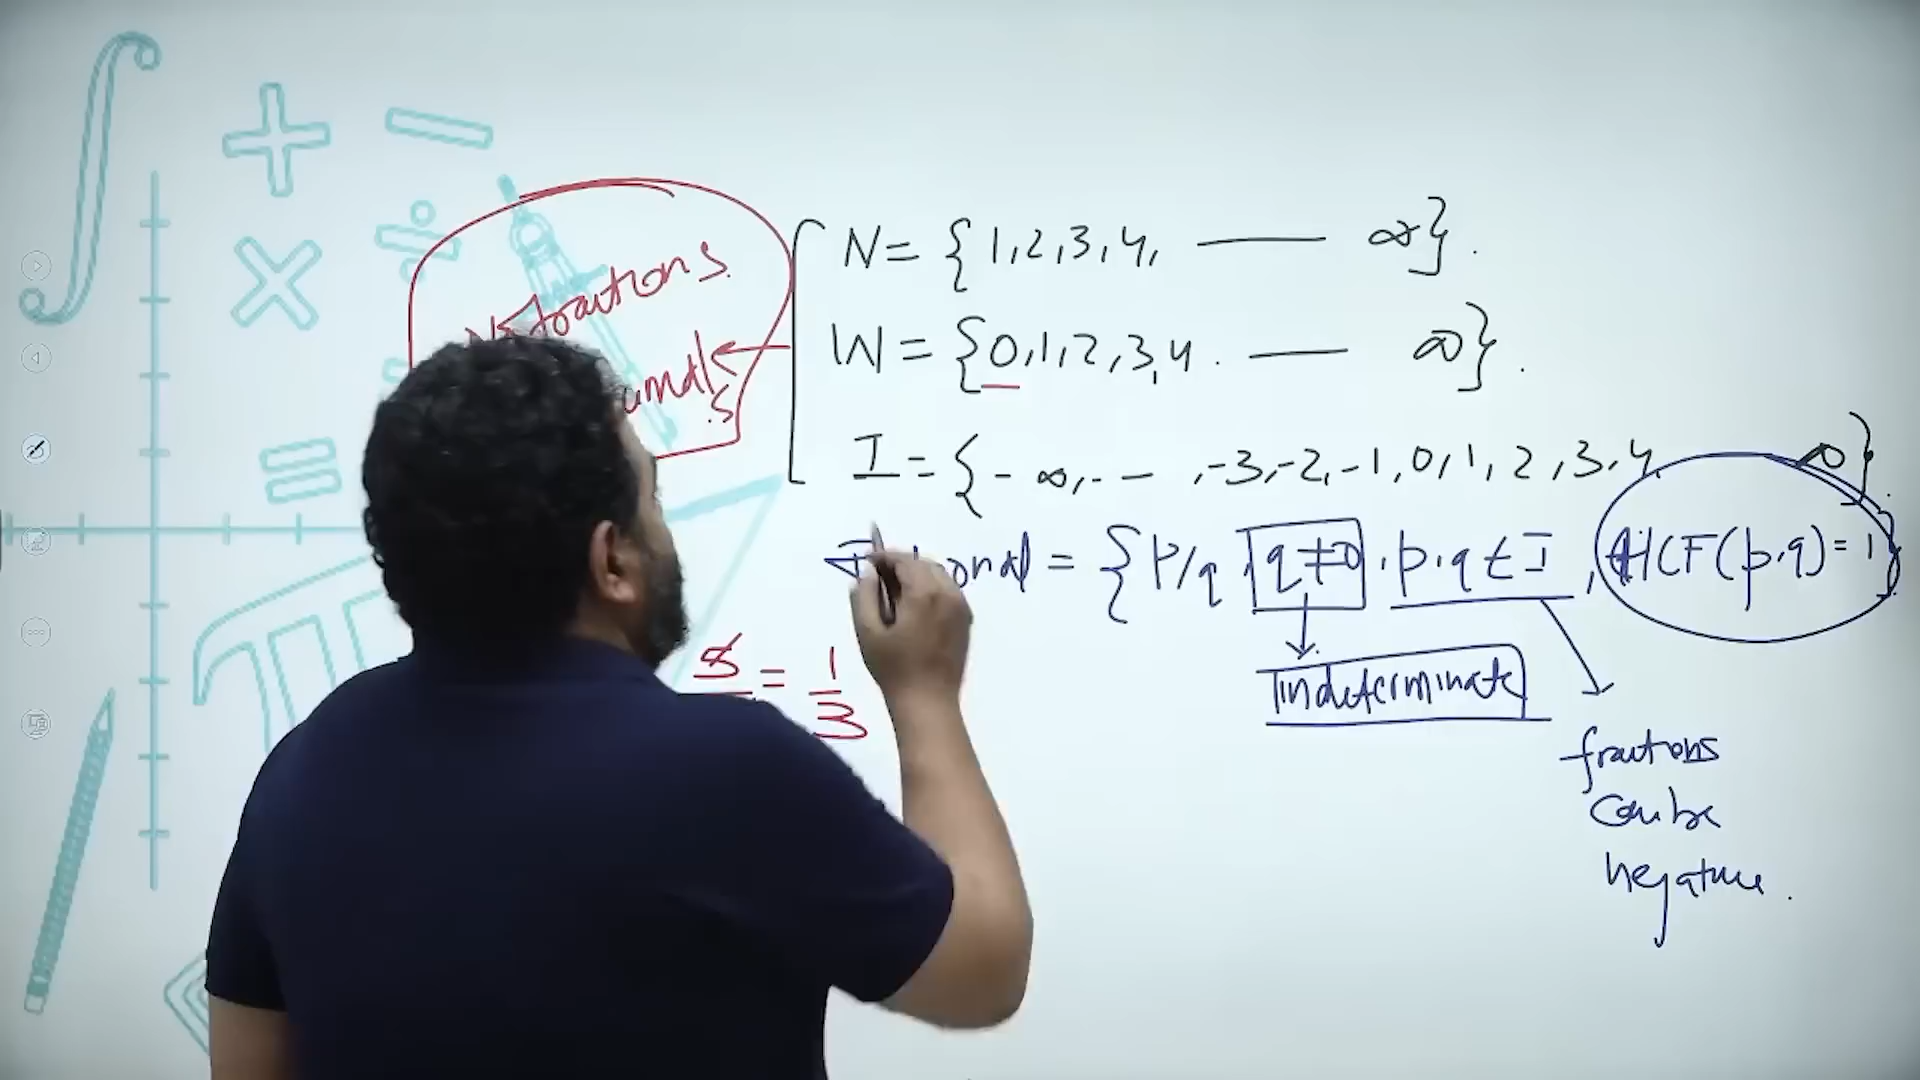 N = {1,2,3,4, —— ∞}.
W = {0,1,2,3,4. —— ∞}.
I = {-∞,.- ,-3,-2,-1,0,1,2,3,4 ∞}.
= {p/q, q≠0, p,q ∈ I, HCF(p,q)=1}
fractions
= 1/3
Indeterminate
fractions
can be
negative.